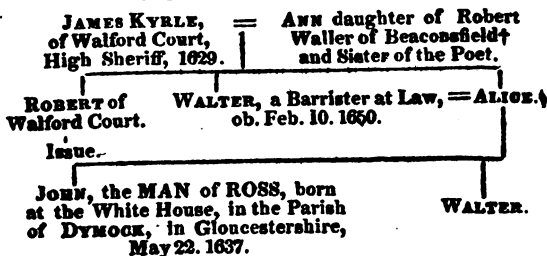 JAMES KYRLE, = ANN daughter of Robert
of Walford Court, Waller of Beaconsfield†
High Sheriff, 1629. and Sister of the Poet.
ROBERT of WALTER, a Barrister at Law, = ALICE.§
Walford Court. ob. Feb. 10. 1650.
Issue.
JOHN, the MAN of ROSS, born
at the White House, in the Parish WALTER.
of DYMOCK, in Gloucestershire,
May 22. 1637.